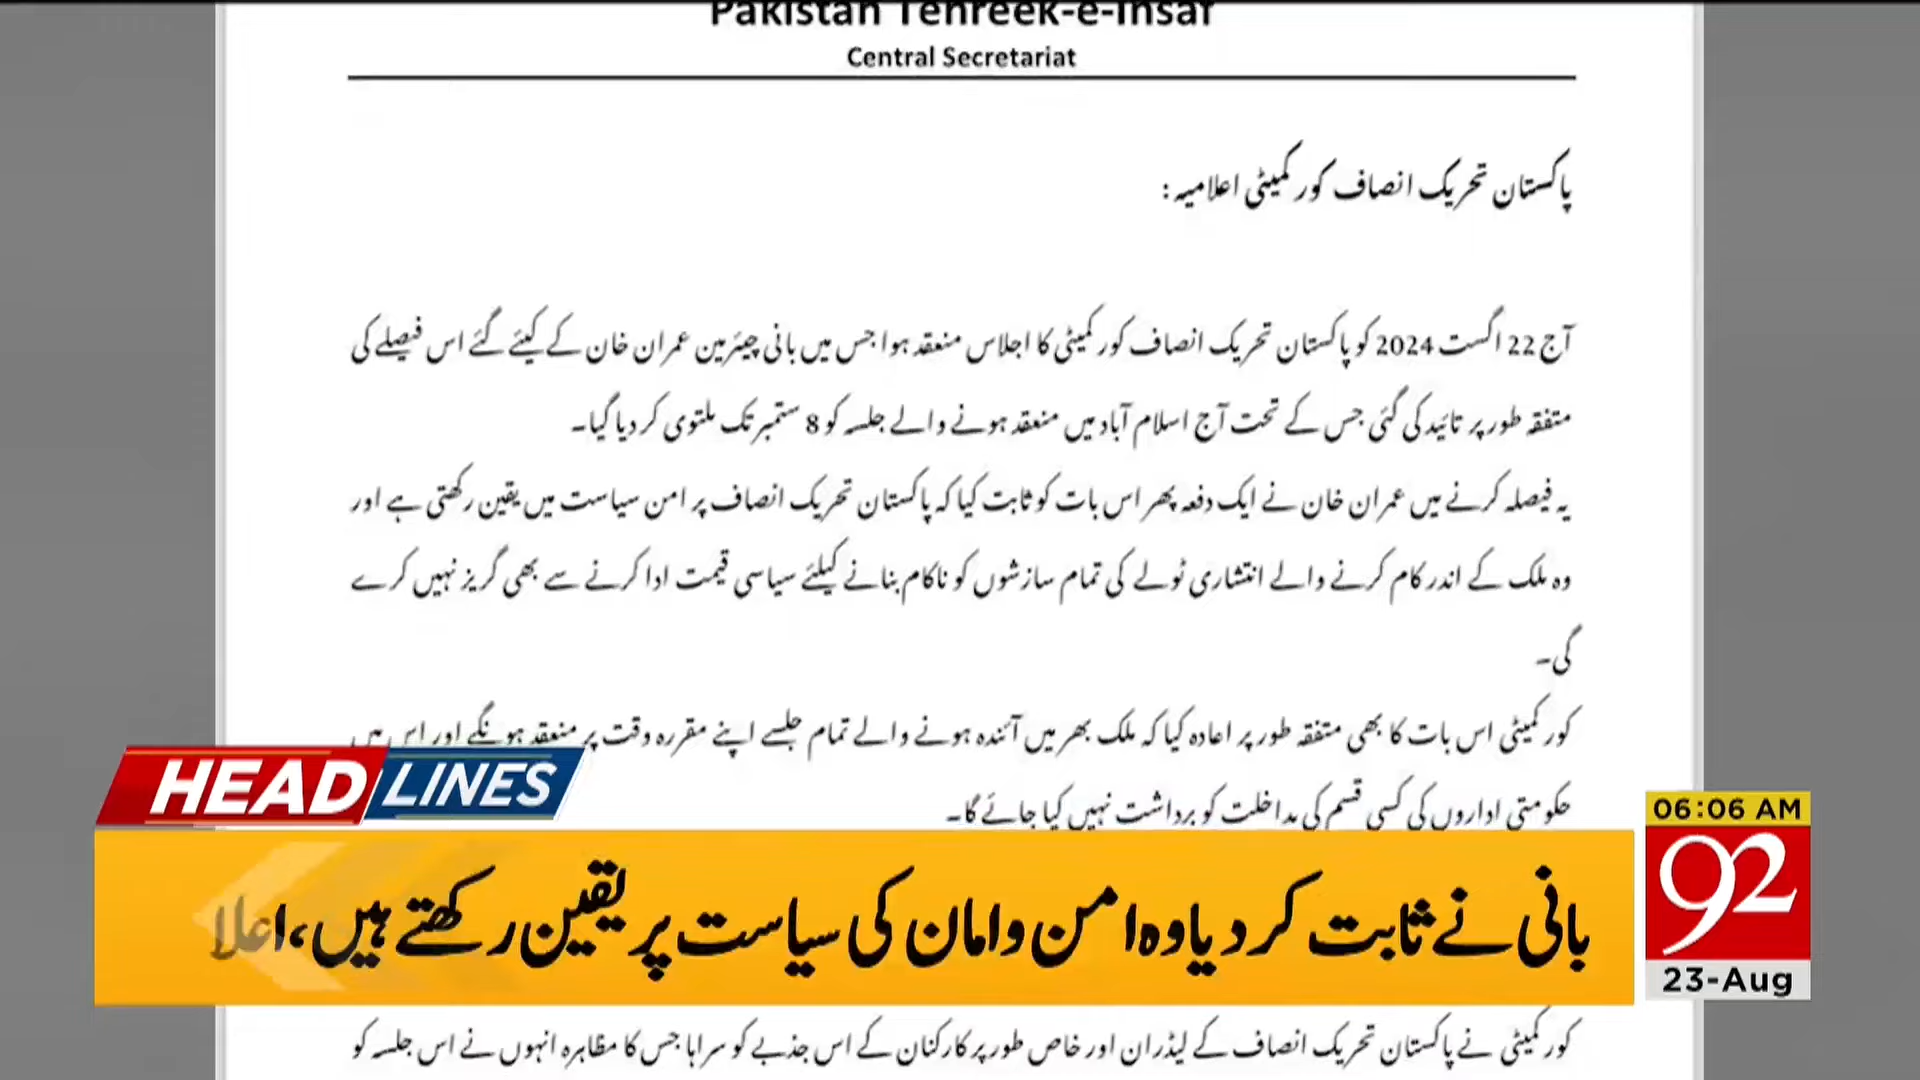 Pakistan Tehreek-e-Insaf
Central Secretariat
پاکستان تحریک انصاف کور کمیٹی اعلامیہ:
آج 22 اگست 2024 کو پاکستان تحریک انصاف کور کمیٹی کا اجلاس منعقد ہوا جس میں بانی چیئرمین عمران خان کے کیئے گئے اس فیصلے کی
متفقہ طور پر تائید کی گئی جس کے تحت آج اسلام آباد میں منعقد ہونے والے جلسہ کو 8 ستمبر تک ملتوی کر دیا گیا۔
یہ فیصلہ کرنے میں عمران خان نے ایک دفعہ پھر اس بات کو ثابت کیا کہ پاکستان تحریک انصاف پر امن سیاست میں یقین رکھتی ہے اور
وہ ملک کے اندر کام کرنے والے انتشاری ٹولے کی تمام سازشوں کو ناکام بنانے کیلئے سیاسی قیمت ادا کرنے سے بھی گریز نہیں کرے
گی۔
کور کمیٹی اس بات کا بھی متفقہ طور پر اعادہ کیا کہ ملک بھر میں آئندہ ہونے والے تمام جلسے اپنے مقررہ وقت پر منعقد ہونگے اور اس میں
حکومتی اداروں کی کسی قسم کی مداخلت کو برداشت نہیں کیا جائے گا۔
HEADLINES
06:06 AM
92
23-Aug
بانی نے ثابت کر دیا وہ امن و امان کی سیاست پر یقین رکھتے ہیں، اعلا
کور کمیٹی نے پاکستان تحریک انصاف کے لیڈران اور خاص طور پر کارکنان کے اس جذبے کو سراہا جس کا مظاہرہ انہوں نے اس جلسہ کو